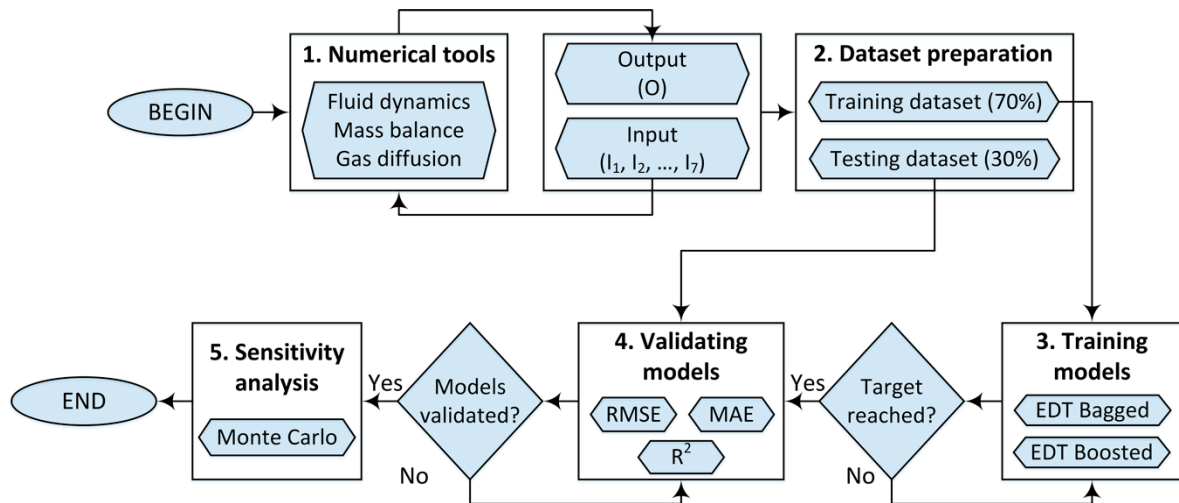 BEGIN
1. Numerical tools
Fluid dynamics
Mass balance
Gas diffusion
Output
(O)
Input
(I₁, I₂, ..., I₇)
2. Dataset preparation
Training dataset (70%)
Testing dataset (30%)
3. Training
models
EDT Bagged
EDT Boosted
Target
reached?
Yes
No
4. Validating
models
RMSE
MAE
R²
Models
validated?
Yes
No
5. Sensitivity
analysis
Monte Carlo
END